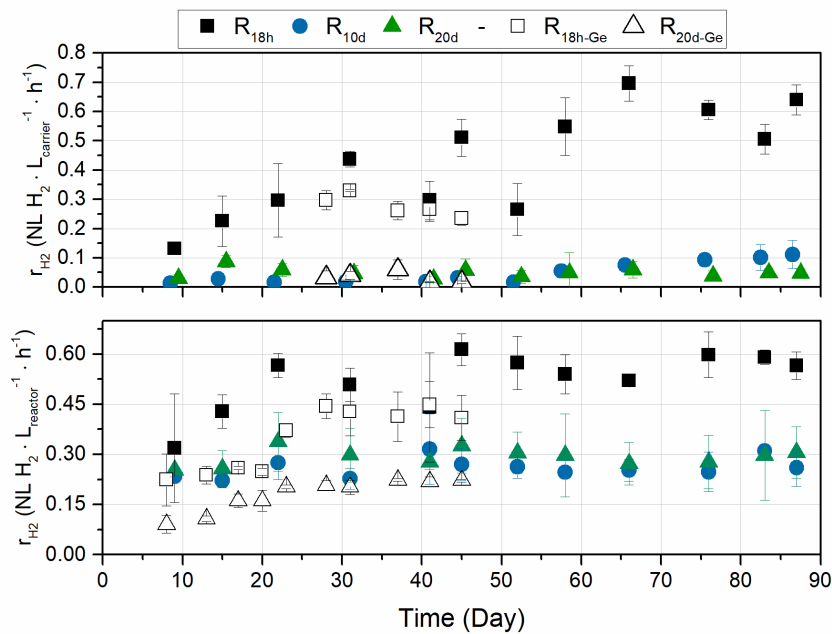 R18h R10d R20d - R18h-Ge R20d-Ge
0.8
0.7
0.6
0.5
0.4
0.3
0.2
0.1
0.0
rH2 (NL H2 · Lcarrier-1 · h-1)
0.60
0.45
0.30
0.15
0.00
rH2 (NL H2 · Lreactor-1 · h-1)
0 10 20 30 40 50 60 70 80 90
Time (Day)